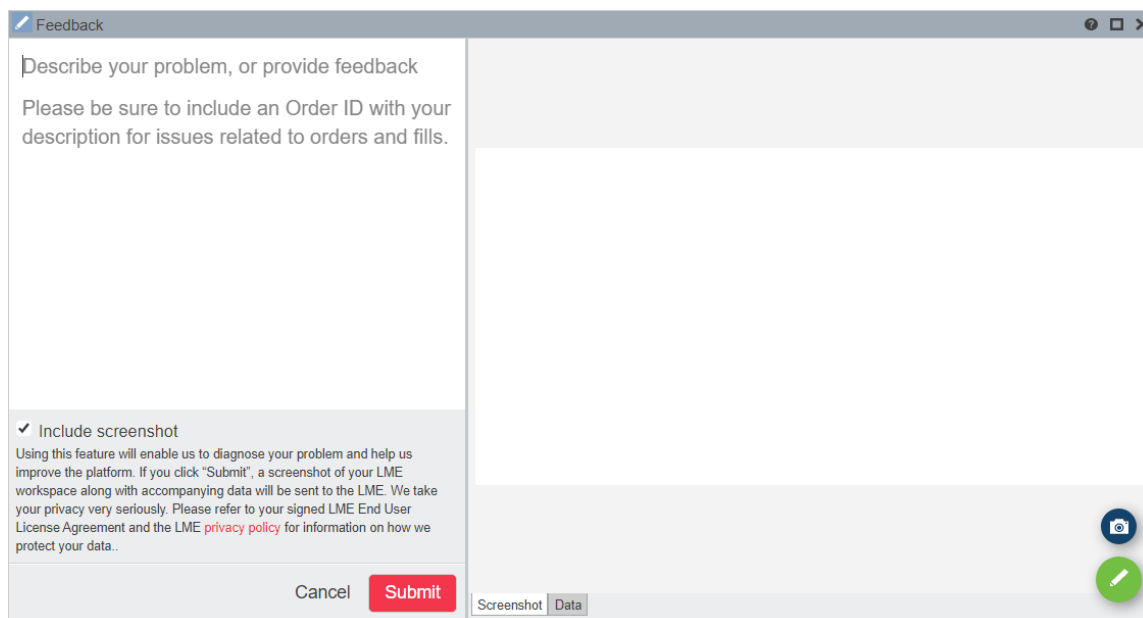 Feedback
Describe your problem, or provide feedback
Please be sure to include an Order ID with your
description for issues related to orders and fills.
Include screenshot
Using this feature will enable us to diagnose your problem and help us
improve the platform. If you click “Submit”, a screenshot of your LME
workspace along with accompanying data will be sent to the LME. We take
your privacy very seriously. Please refer to your signed LME End User
License Agreement and the LME privacy policy for information on how we
protect your data..
Cancel
Submit
Screenshot
Data